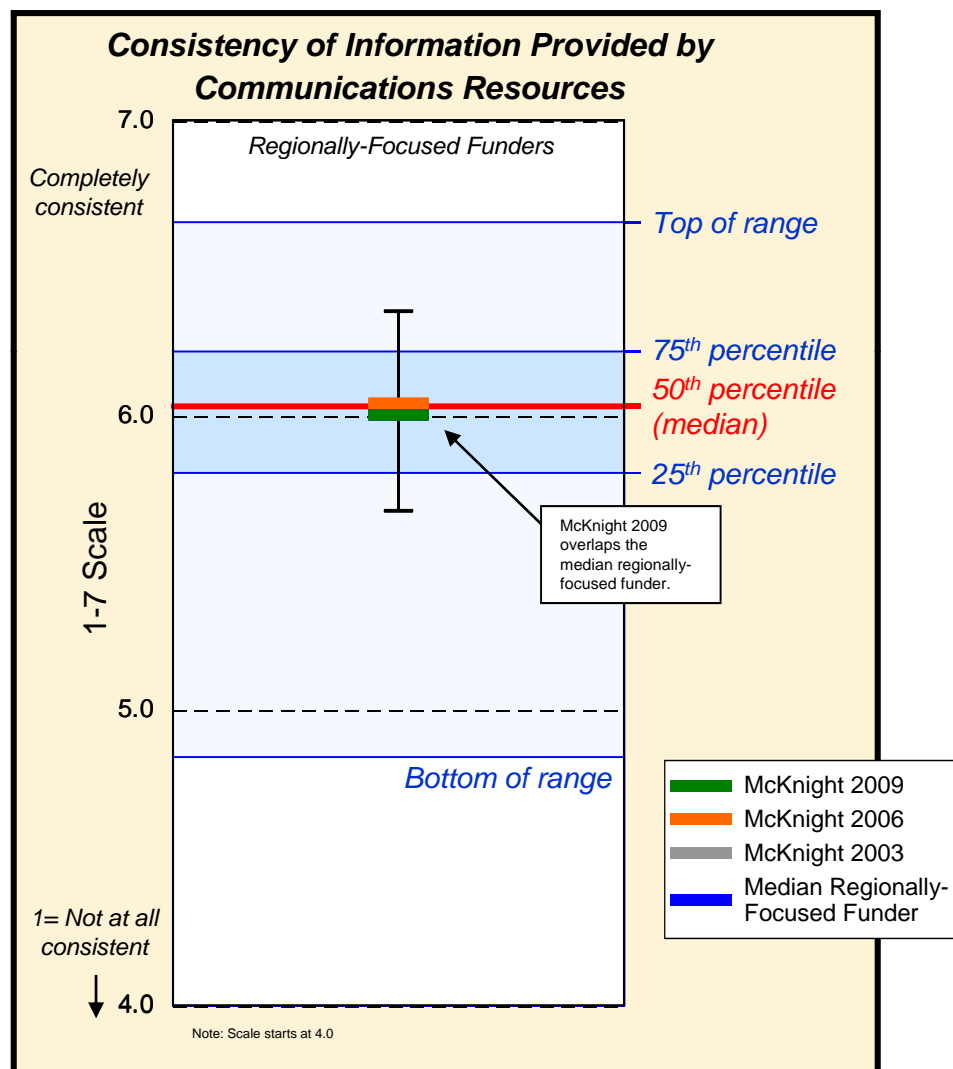 Consistency of Information Provided by
Communications Resources
7.0
Regionally-Focused Funders
Completely
consistent
Top of range
75th percentile
50th percentile
(median)
6.0
25th percentile
McKnight 2009
overlaps the
median regionally-
focused funder.
1-7 Scale
5.0
Bottom of range
McKnight 2009
McKnight 2006
McKnight 2003
Median Regionally-
Focused Funder
1= Not at all
consistent
4.0
Note: Scale starts at 4.0